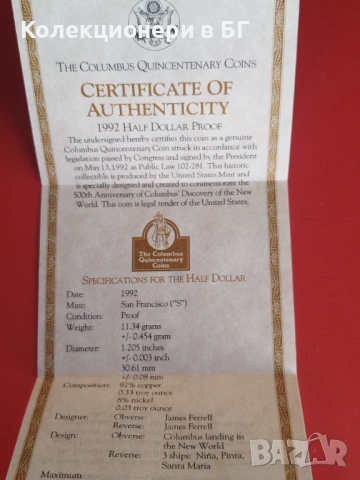 Колекционери в БГ
THE COLUMBUS QUINCENTENARY COINS
CERTIFICATE OF
AUTHENTICITY
1992 HALF DOLLAR PROOF
The undersigned hereby certifies this coin as a genuine
Columbus Quincentenary Coin struck in accordance with
legislation passed by Congress and signed by the President
on May 13, 1992 as Public Law 102-281. This historic
collectible is produced by the United States Mint and
is specially designed and created to commemorate the
500th Anniversary of Columbus' Discovery of the New
World. This coin is legal tender of the United States.
The Columbus
Quincentenary
Coins
SPECIFICATIONS FOR THE HALF DOLLAR
Date: 1992
Mint: San Francisco ("S")
Condition: Proof
Weight: 11.34 grams
+/- 0.454 gram
Diameter: 1.205 inches
+/- 0.003 inch
30.61 mm
+/- 0.08 mm
Composition: 92% copper
0.33 troy ounce
8% nickel
0.03 troy ounce
Designer: Obverse: James Ferrell
Reverse: James Ferrell
Design: Obverse: Columbus landing in
the New World
Reverse: 3 ships: Niña, Pinta,
Santa Maria
Maximum
bazar